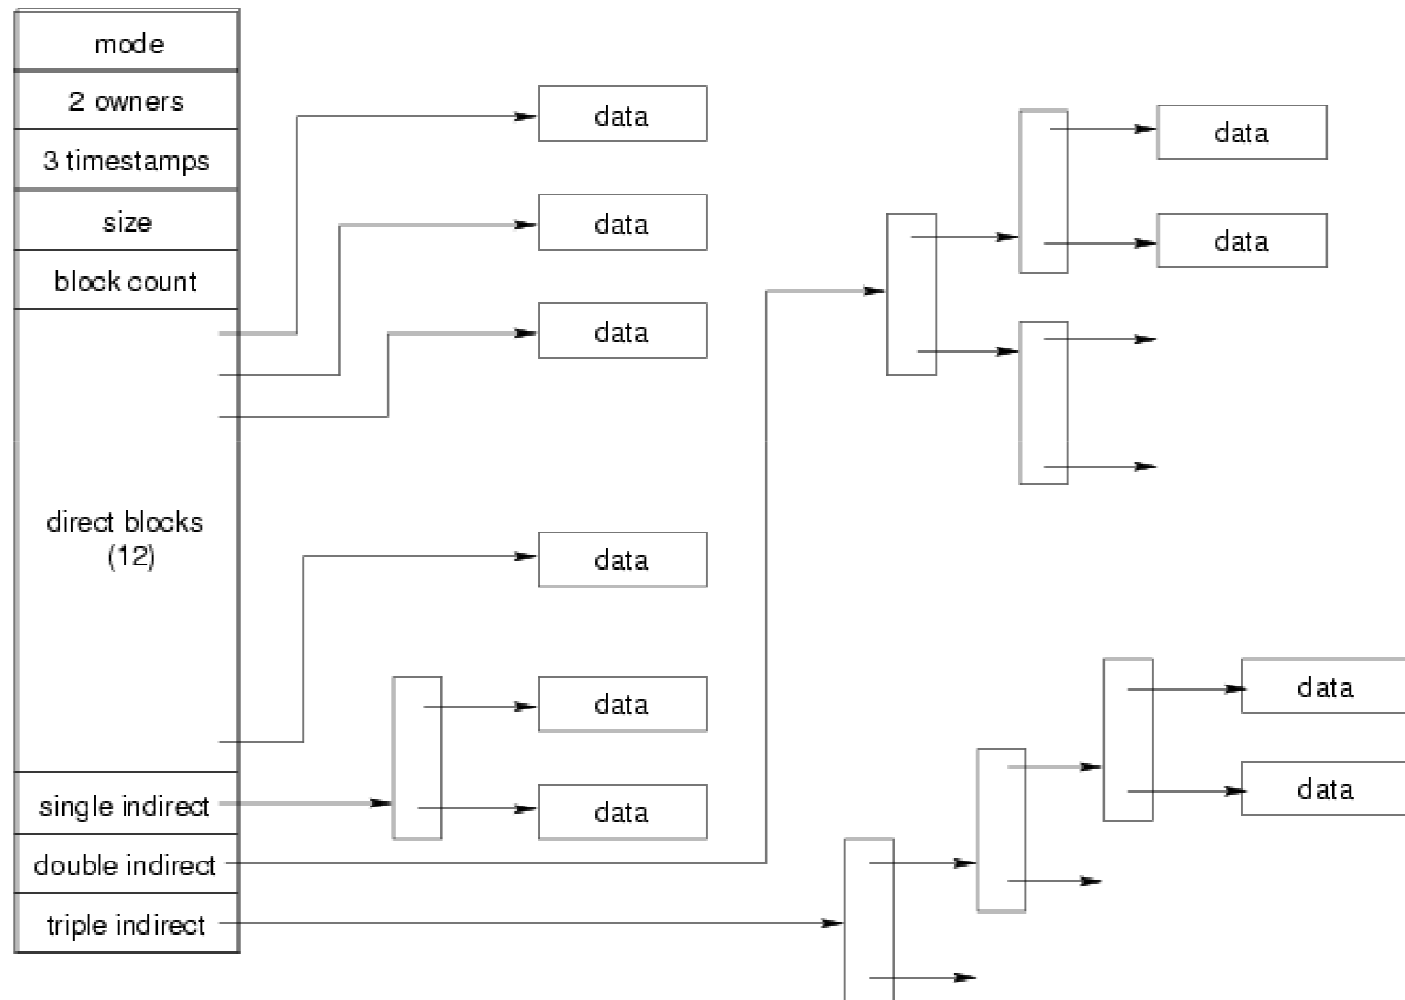 mode
2 owners
3 timestamps
size
block count
direct blocks
(12)
single indirect
double indirect
triple indirect
data
data
data
data
data
data
data
data
data
data